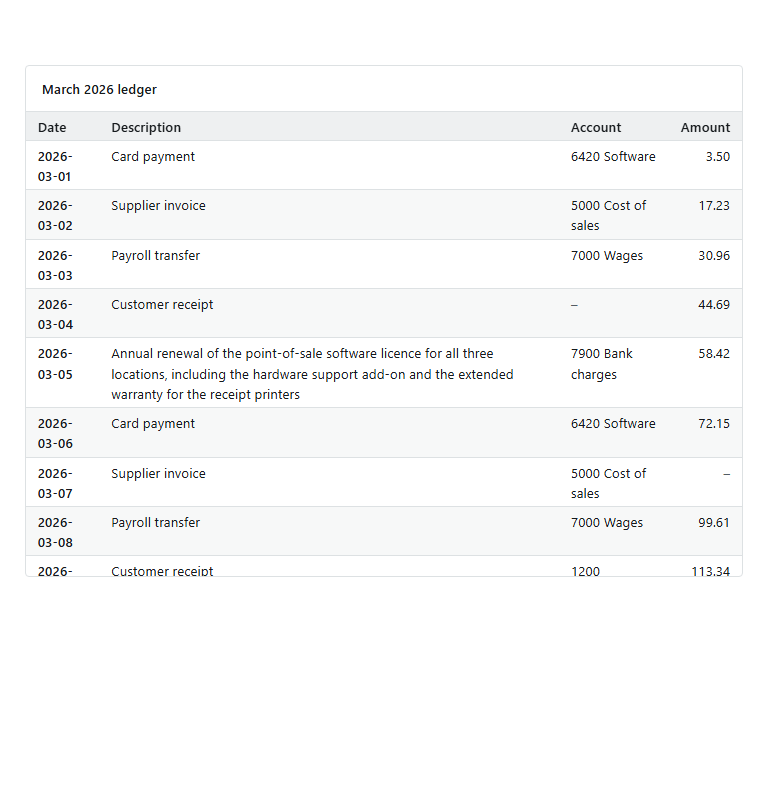 March 2026 ledger
Date Description Account Amount
2026-03-01 Card payment 6420 Software 3.50
2026-03-02 Supplier invoice 5000 Cost of sales 17.23
2026-03-03 Payroll transfer 7000 Wages 30.96
2026-03-04 Customer receipt – 44.69
2026-03-05 Annual renewal of the point-of-sale software licence for all three locations, including the hardware support add-on and the extended warranty for the receipt printers 7900 Bank charges 58.42
2026-03-06 Card payment 6420 Software 72.15
2026-03-07 Supplier invoice 5000 Cost of sales –
2026-03-08 Payroll transfer 7000 Wages 99.61
2026- Customer receipt 1200 113.34